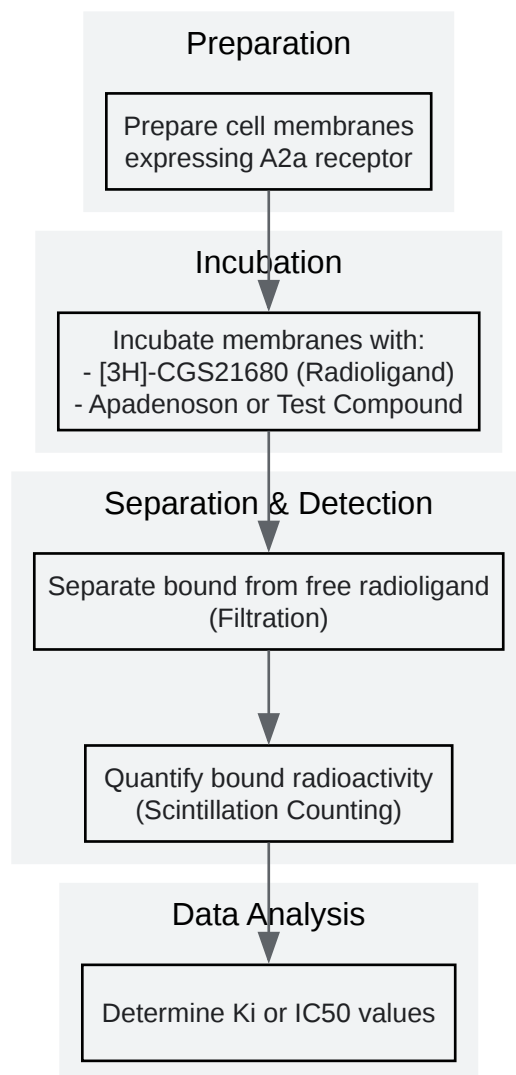 Preparation
Prepare cell membranes
expressing A2a receptor
Incubation
Incubate membranes with:
- [3H]-CGS21680 (Radioligand)
- Apadenoson or Test Compound
Separation & Detection
Separate bound from free radioligand
(Filtration)
Quantify bound radioactivity
(Scintillation Counting)
Data Analysis
Determine Ki or IC50 values